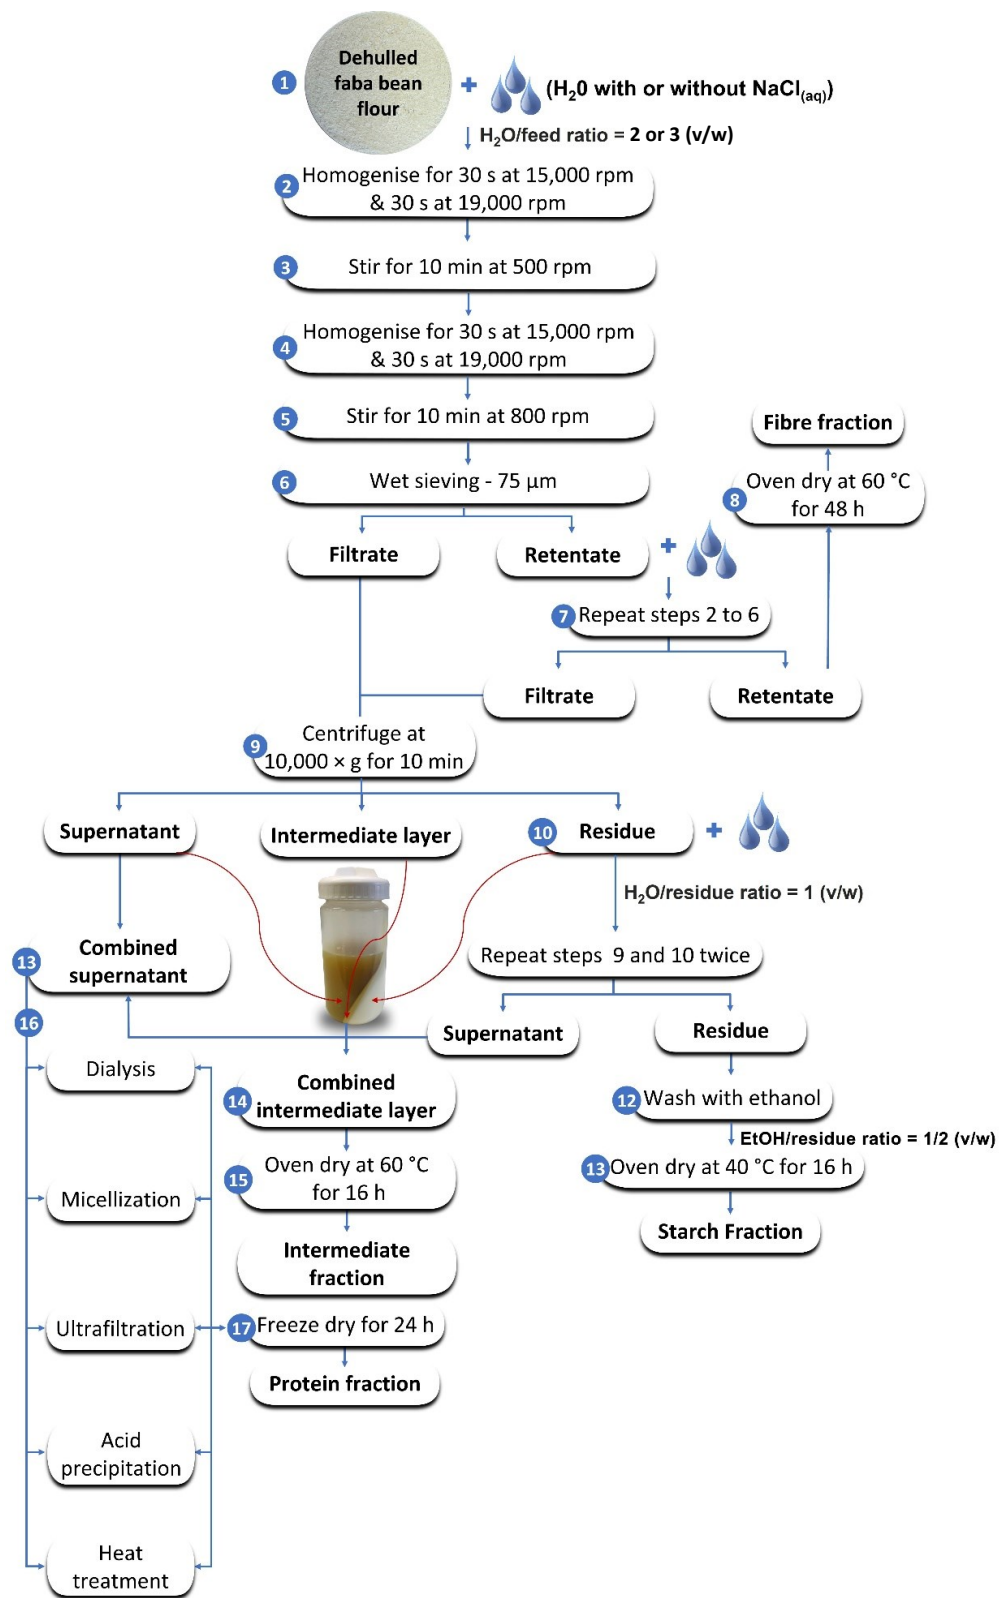 1
Dehulled
faba bean
flour
+
(H20 with or without NaCl(aq))
H2O/feed ratio = 2 or 3 (v/w)
2
Homogenise for 30 s at 15,000 rpm
& 30 s at 19,000 rpm
3
Stir for 10 min at 500 rpm
4
Homogenise for 30 s at 15,000 rpm
& 30 s at 19,000 rpm
5
Stir for 10 min at 800 rpm
6
Wet sieving - 75 µm
Filtrate
Retentate
+
7
Repeat steps 2 to 6
Filtrate
Retentate
8
Oven dry at 60 °C
for 48 h
Fibre fraction
9
Centrifuge at
10,000 × g for 10 min
Supernatant
Intermediate layer
10
Residue
+
H2O/residue ratio = 1 (v/w)
Repeat steps 9 and 10 twice
Supernatant
Residue
12
Wash with ethanol
EtOH/residue ratio = 1/2 (v/w)
13
Oven dry at 40 °C for 16 h
Starch Fraction
13
Combined
supernatant
16
Dialysis
Micellization
Ultrafiltration
Acid
precipitation
Heat
treatment
14
Combined
intermediate layer
15
Oven dry at 60 °C
for 16 h
Intermediate
fraction
17
Freeze dry for 24 h
Protein fraction